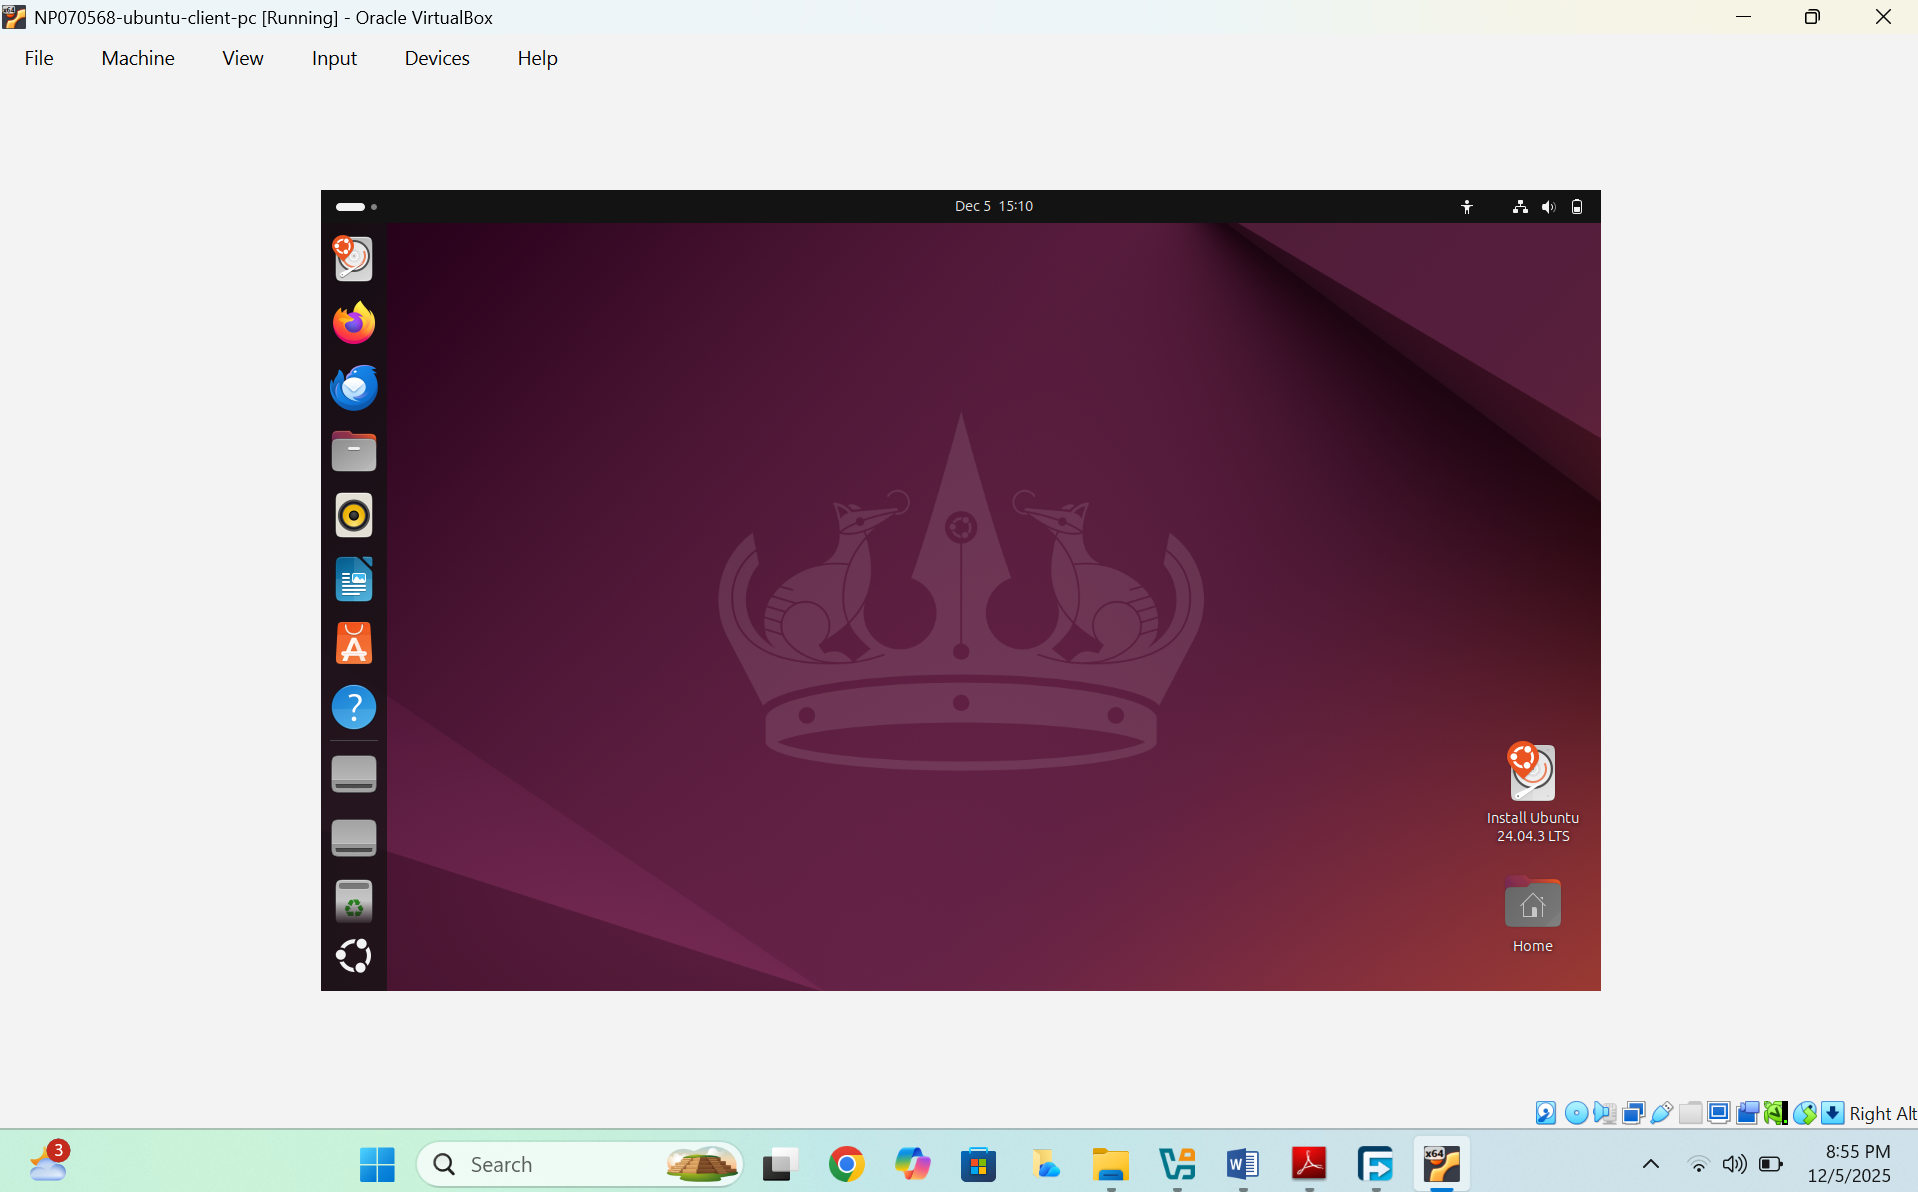 NP070568-ubuntu-client-pc [Running] - Oracle VirtualBox
File Machine View Input Devices Help
Dec 5 15:10
?
Install Ubuntu
24.04.3 LTS
Home
Right Alt
3
Search
x64
8:55 PM
12/5/2025